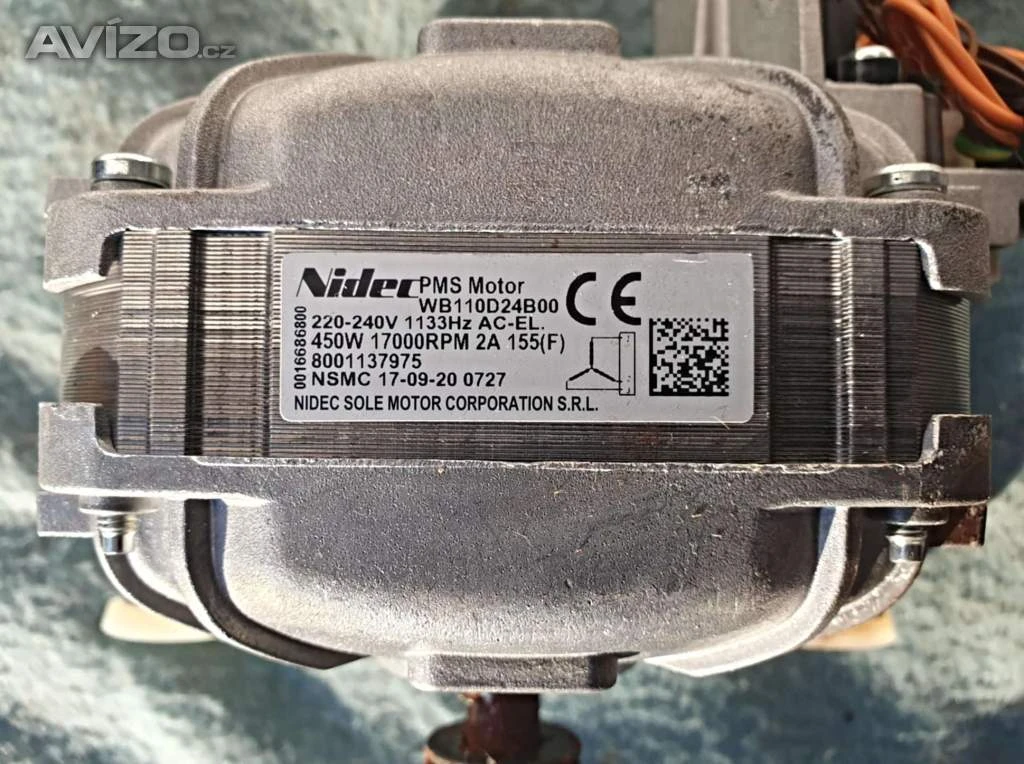 AVÍZO.cz
Nidec PMS Motor
WB110D24B00
220-240V 1133Hz AC-EL.
450W 17000RPM 2A 155(F)
8001137975
NSMC 17-09-20 0727
NIDEC SOLE MOTOR CORPORATION S.R.L.
0016686800
CE